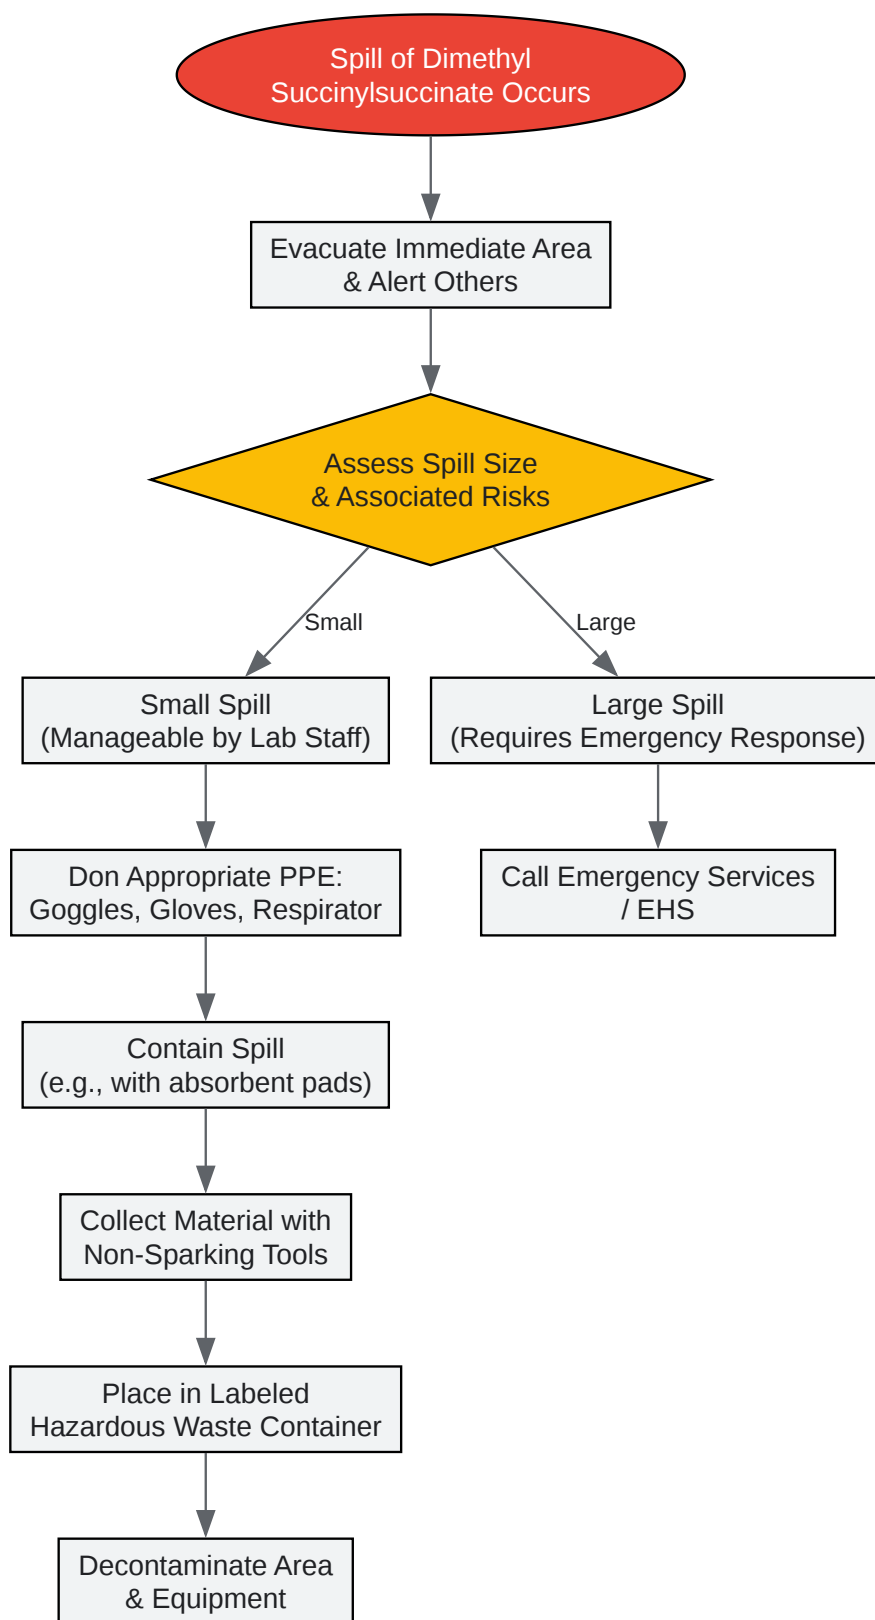 Spill of Dimethyl
Succinylsuccinate Occurs
Evacuate Immediate Area
& Alert Others
Assess Spill Size
& Associated Risks
Small
Large
Small Spill
(Manageable by Lab Staff)
Large Spill
(Requires Emergency Response)
Don Appropriate PPE:
Goggles, Gloves, Respirator
Call Emergency Services
/ EHS
Contain Spill
(e.g., with absorbent pads)
Collect Material with
Non-Sparking Tools
Place in Labeled
Hazardous Waste Container
Decontaminate Area
& Equipment